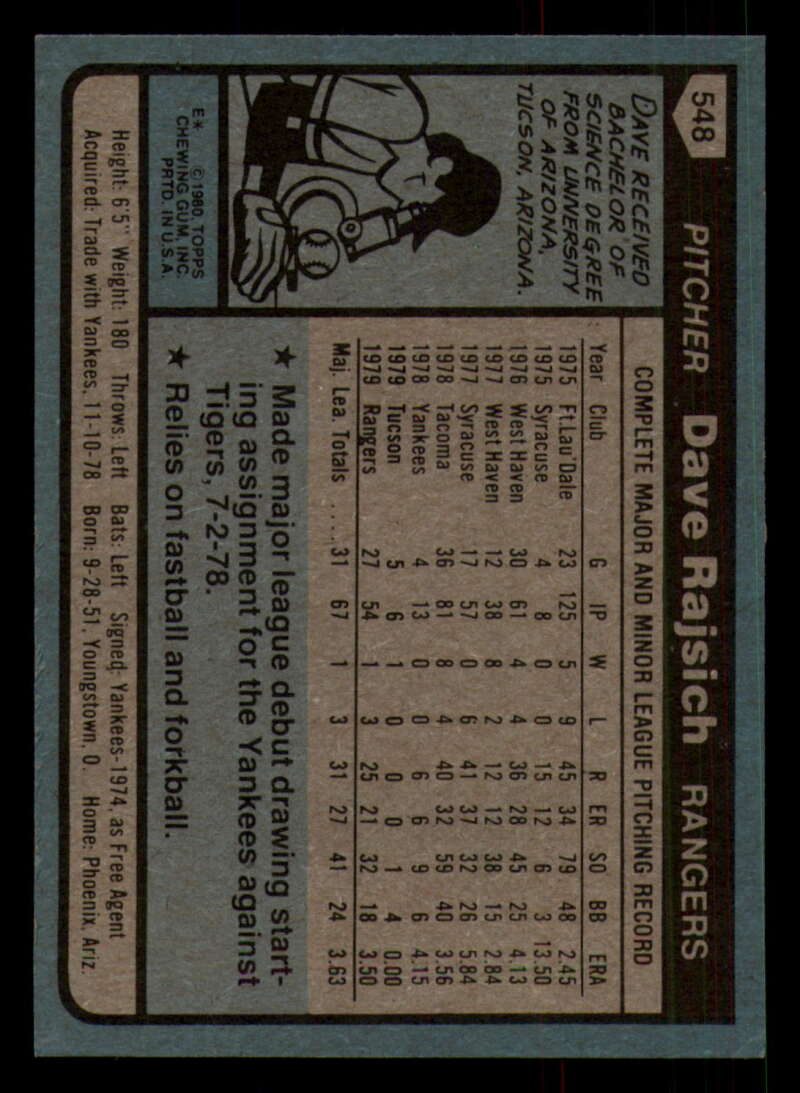 548 PITCHER Dave Rajsich RANGERS
DAVE RECEIVED
BACHELOR OF
SCIENCE DEGREE
FROM UNIVERSITY
OF ARIZONA,
TUCSON, ARIZONA.
E* ©1980, TOPPS
CHEWING GUM, INC.
PRTD. IN U.S.A.
COMPLETE MAJOR AND MINOR LEAGUE PITCHING RECORD
Year Club G IP W L R ER SO BB ERA
1975 Ft.Lau'Dale 23 125 5 9 45 34 79 48 2.45
1975 Syracuse 4 8 0 0 15 12 6 3 13.50
1976 West Haven 30 61 4 4 36 28 45 25 4.13
1977 West Haven 12 38 8 2 12 12 38 15 2.84
1977 Syracuse 17 57 0 6 41 37 32 26 5.84
1978 Tacoma 36 81 8 4 40 32 59 40 3.56
1978 Yankees 4 13 0 0 6 6 9 6 4.15
1979 Tucson 5 6 1 0 0 0 1 4 0.00
1979 Rangers 27 54 1 3 25 21 32 18 3.50
Maj. Lea. Totals .... 31 67 1 3 31 27 41 24 3.63
★ Made major league debut drawing start-
ing assignment for the Yankees against
Tigers, 7-2-78.
★ Relies on fastball and forkball.
Height: 6'5" Weight: 180 Throws: Left Bats: Left Signed: Yankees-1974, as Free Agent
Acquired: Trade with Yankees, 11-10-78 Born: 9-28-51, Youngstown, O. Home: Phoenix, Ariz.